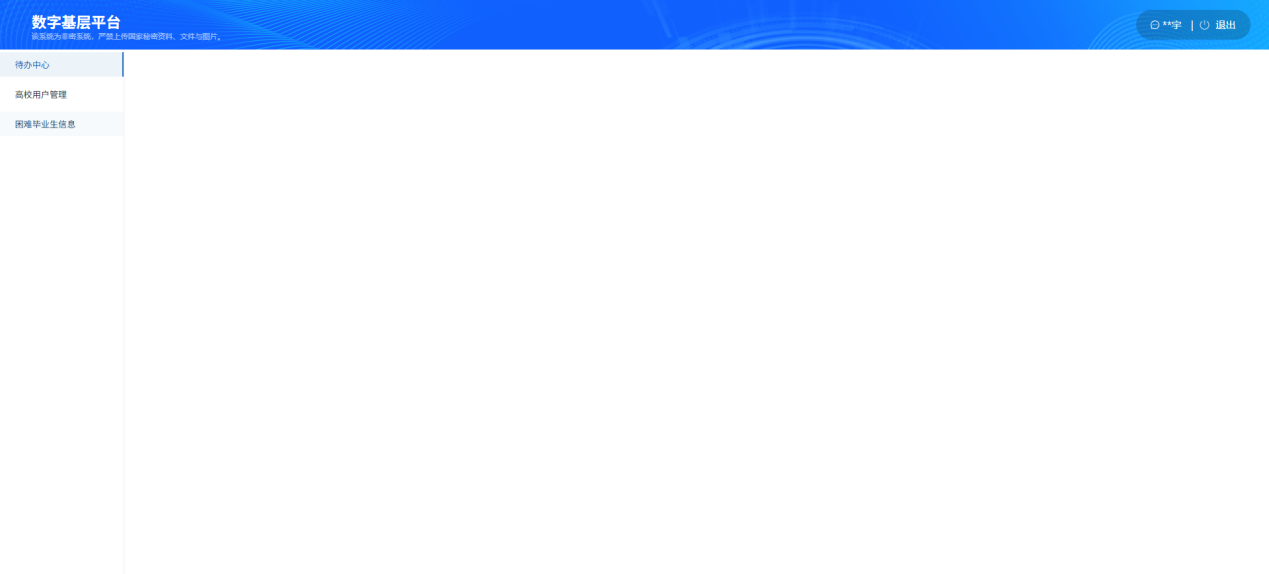 数字基层平台
该系统为非密系统，严禁上传国家秘密资料、文件与图片。
**宇 | 退出
待办中心
高校用户管理
困难毕业生信息